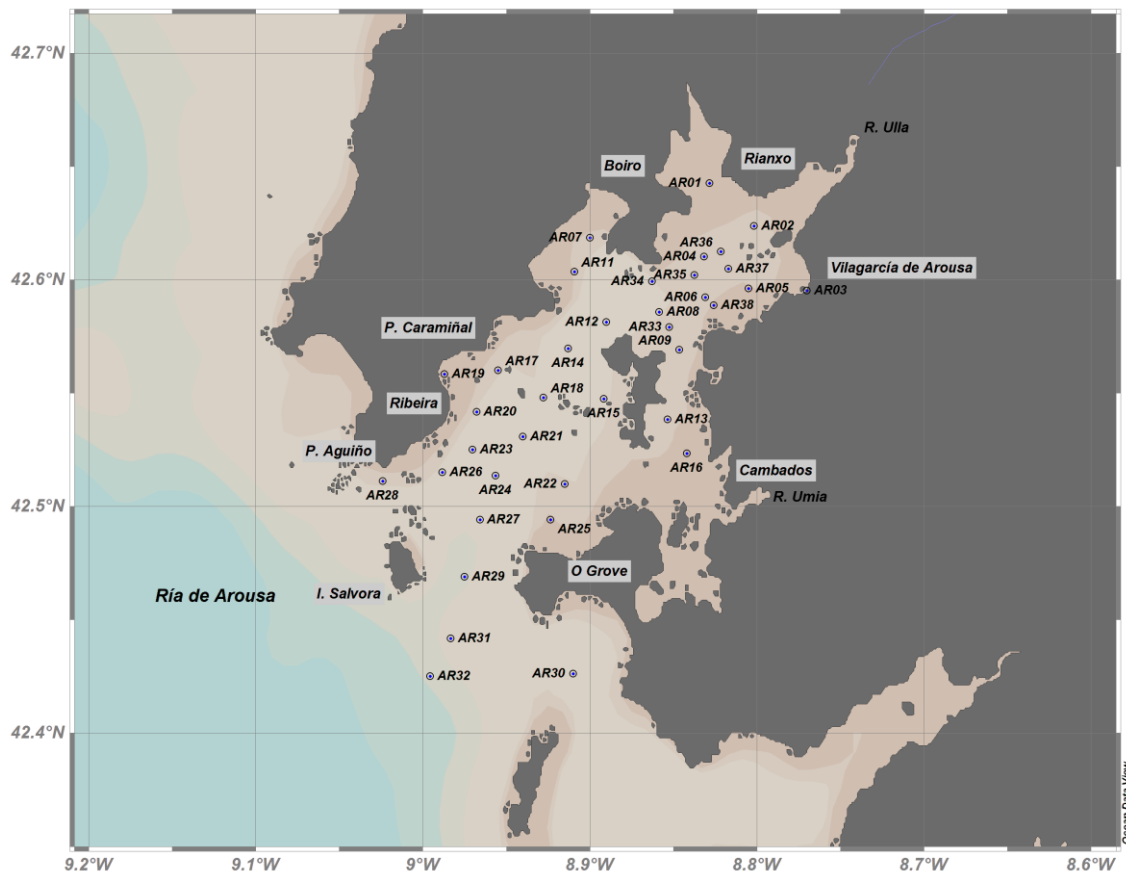 42.7°N
R. Ulla
Boiro
Rianxo
AR01
AR02
AR07
AR36
AR04
AR11
AR34
AR35
AR37
Vilagarcía de Arousa
42.6°N
AR06
AR05
AR03
AR08
AR38
P. Caramiñal
AR12
AR33
AR09
AR17
AR14
AR19
AR18
Ribeira
AR20
AR15
AR13
AR21
P. Aguiño
AR23
AR16
AR26
Cambados
AR28
AR24
AR22
R. Umia
42.5°N
AR27
AR25
O Grove
AR29
Ría de Arousa
I. Salvora
AR31
AR32
AR30
42.4°N
Ocean Data View
9.2°W
9.1°W
9°W
8.9°W
8.8°W
8.7°W
8.6°W